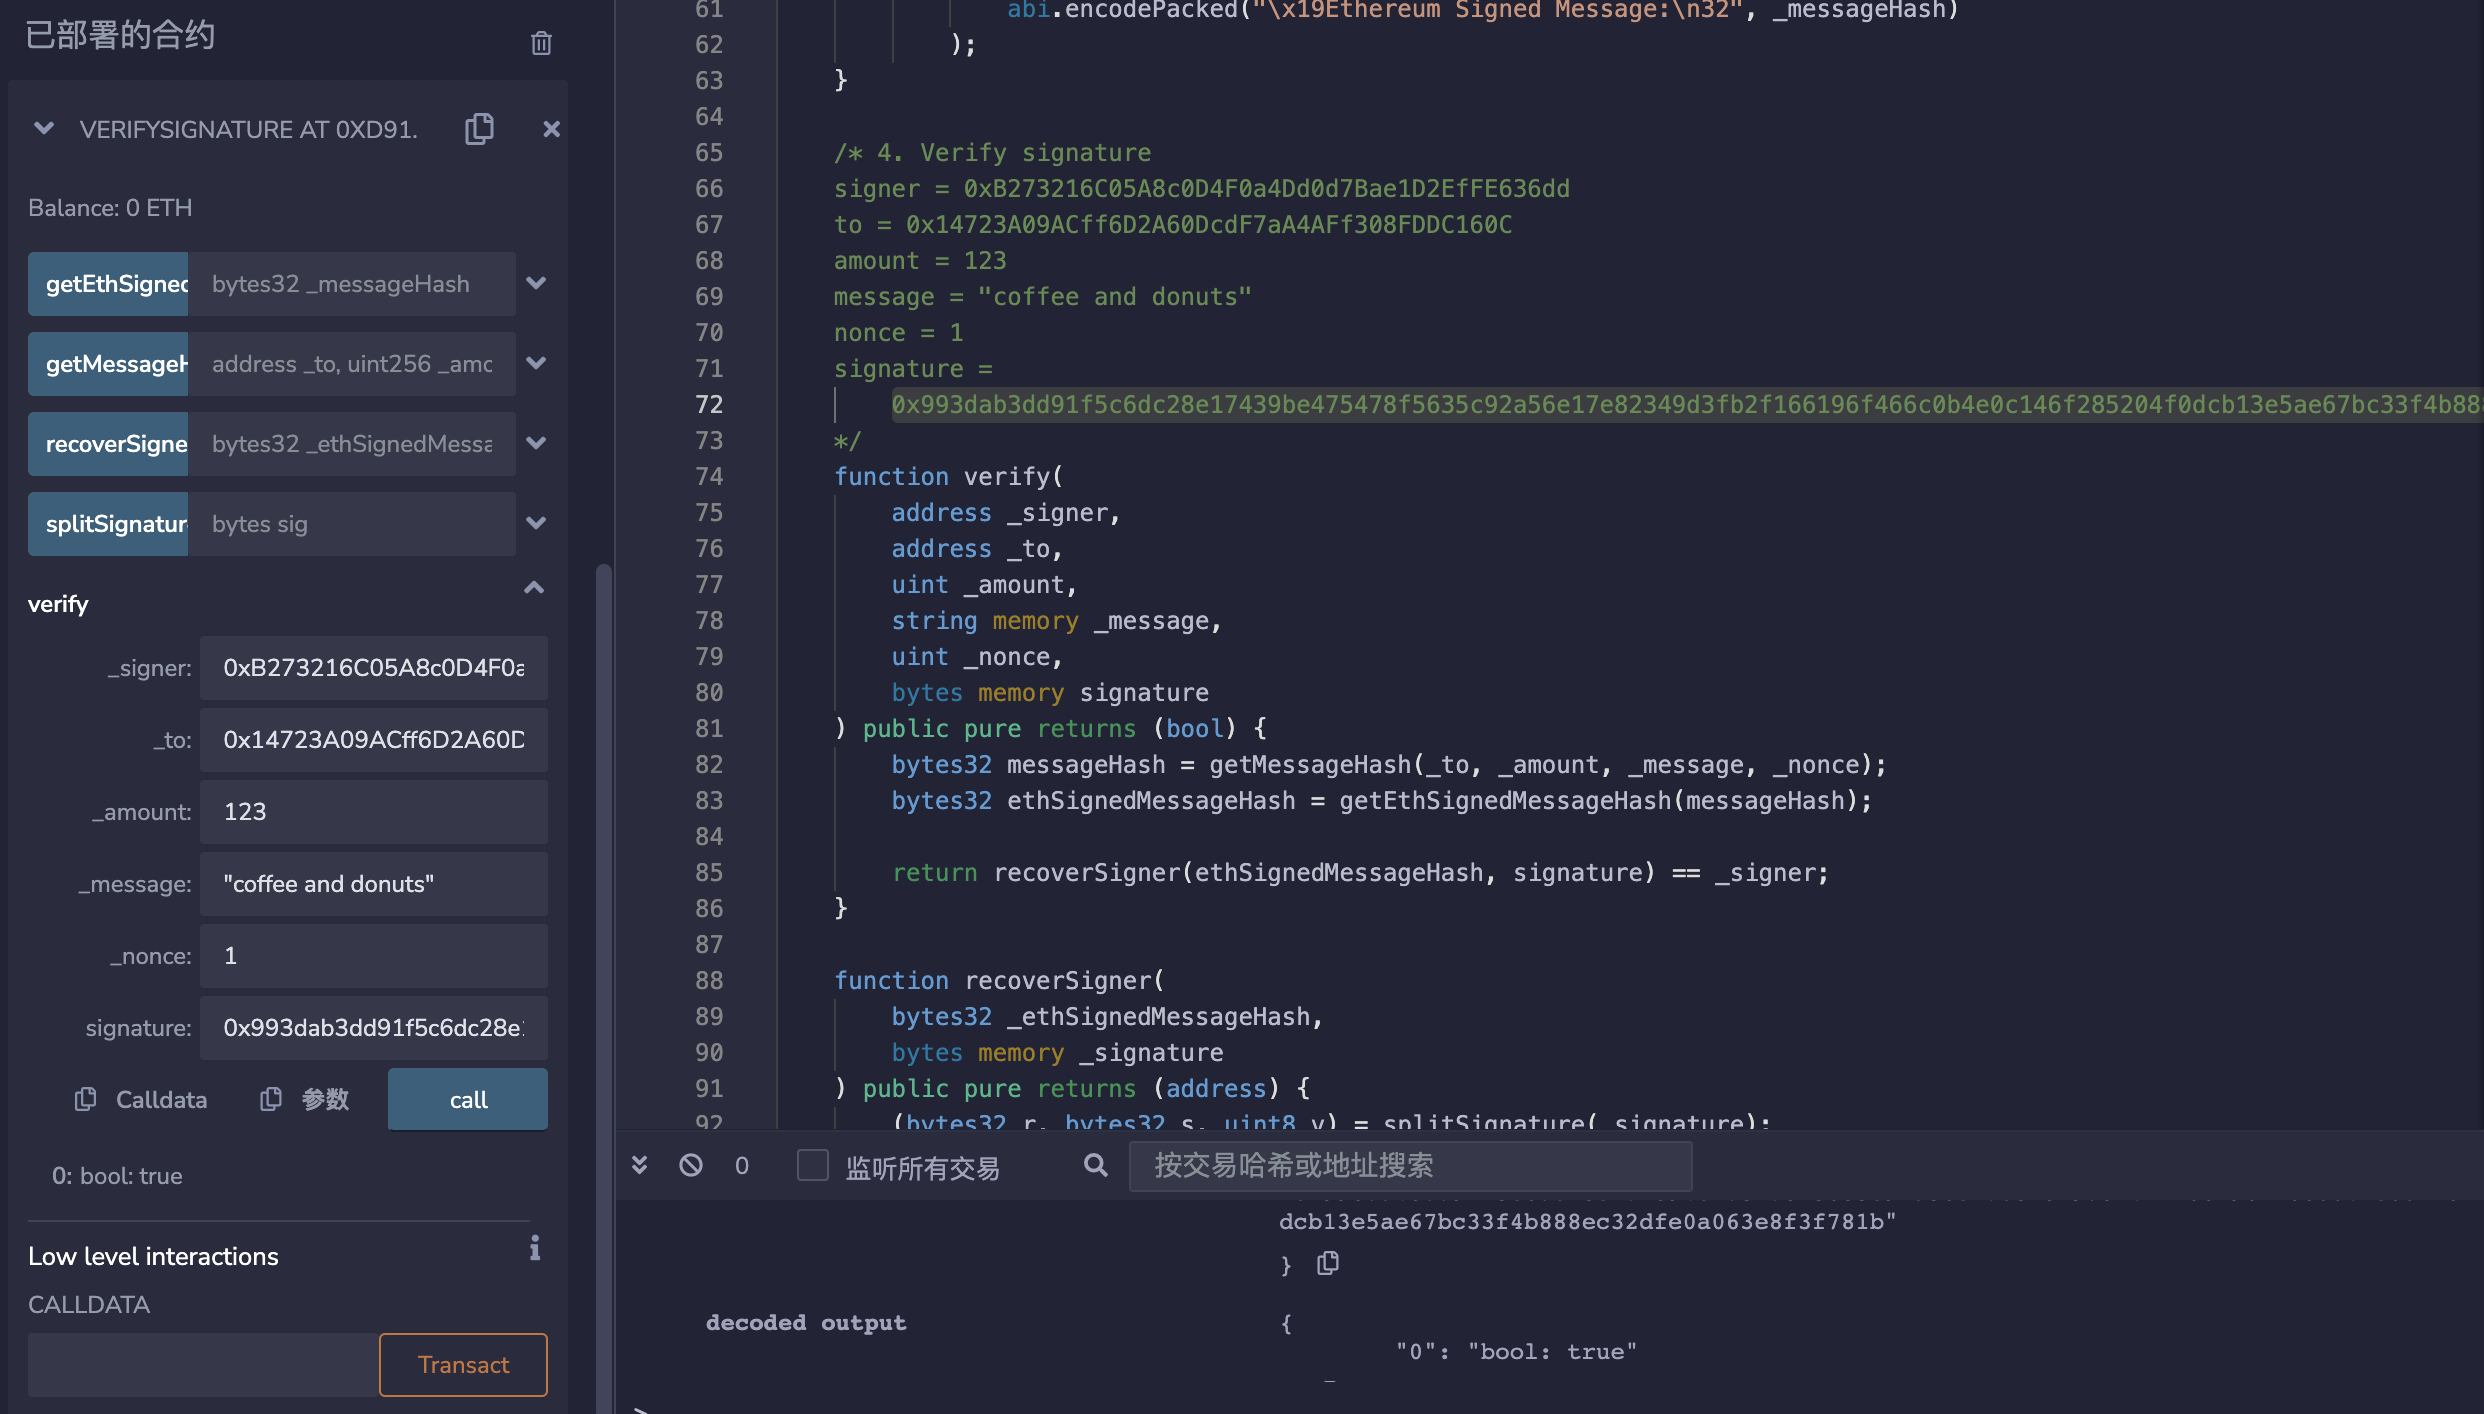 已部署的合约
VERIFYSIGNATURE AT 0XD91.
Balance: 0 ETH
getEthSigned bytes32 _messageHash
getMessageH address _to, uint256 _amo
recoverSigne bytes32 _ethSignedMessa
splitSignatur bytes sig
verify
_signer: 0xB273216C05A8c0D4F0a
_to: 0x14723A09ACff6D2A60D
_amount: 123
_message: "coffee and donuts"
_nonce: 1
signature: 0x993dab3dd91f5c6dc28e:
Calldata 参数 call
0: bool: true
Low level interactions
CALLDATA
Transact
61 abi.encodePacked("\x19Ethereum Signed Message:\n32", _messageHash)
62 );
63 }
64
65 /* 4. Verify signature
66 signer = 0xB273216C05A8c0D4F0a4Dd0d7Bae1D2EfFE636dd
67 to = 0x14723A09ACff6D2A60DcdF7aA4AFf308FDDC160C
68 amount = 123
69 message = "coffee and donuts"
70 nonce = 1
71 signature =
72 0x993dab3dd91f5c6dc28e17439be475478f5635c92a56e17e82349d3fb2f166196f466c0b4e0c146f285204f0dcb13e5ae67bc33f4b888
73 */
74 function verify(
75 address _signer,
76 address _to,
77 uint _amount,
78 string memory _message,
79 uint _nonce,
80 bytes memory signature
81 ) public pure returns (bool) {
82 bytes32 messageHash = getMessageHash(_to, _amount, _message, _nonce);
83 bytes32 ethSignedMessageHash = getEthSignedMessageHash(messageHash);
84
85 return recoverSigner(ethSignedMessageHash, signature) == _signer;
86 }
87
88 function recoverSigner(
89 bytes32 _ethSignedMessageHash,
90 bytes memory _signature
91 ) public pure returns (address) {
92 (bytes32 r, bytes32 s, uint8 v) = splitSignature(_signature);
0 监听所有交易 按交易哈希或地址搜索
dcb13e5ae67bc33f4b888ec32dfe0a063e8f3f781b"
}
decoded output {
"0": "bool: true"
>